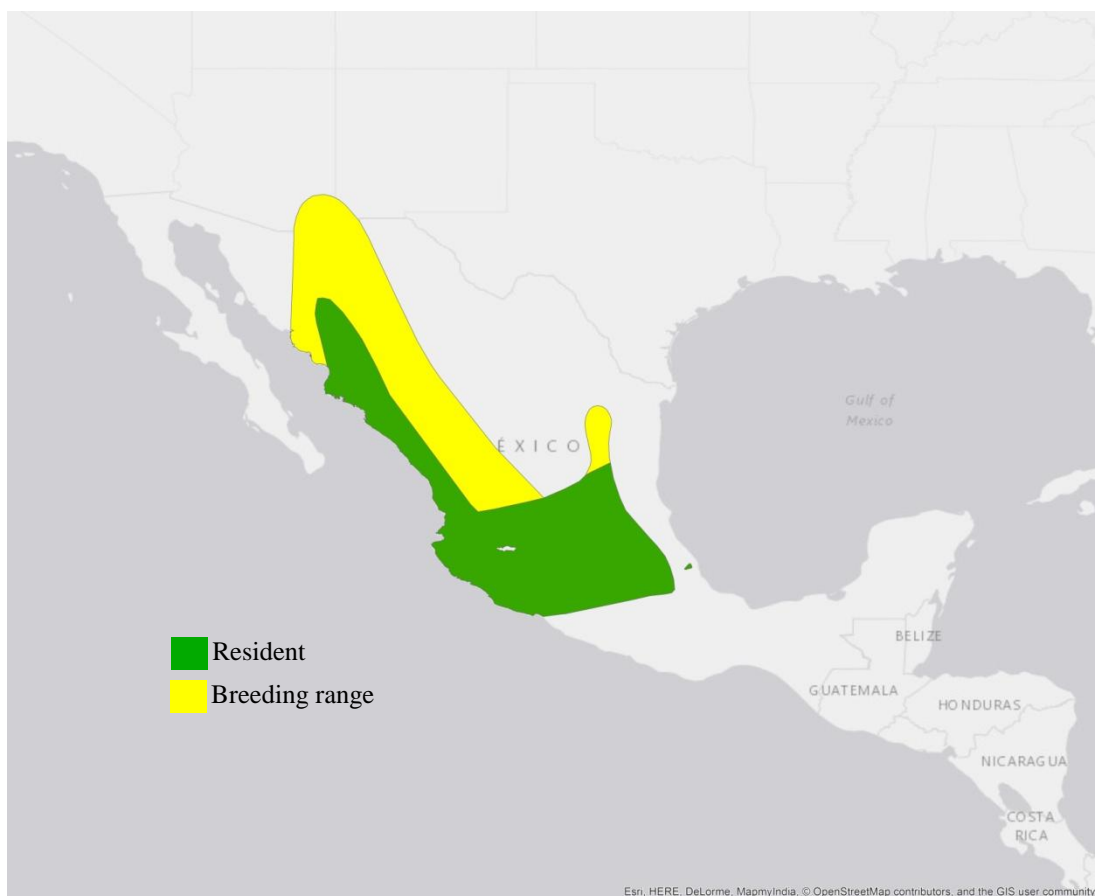 Gulf of
Mexico
ÉXICO
Resident
Breeding range
BELIZE
GUATEMALA
HONDURAS
NICARAGUA
COSTA
RICA
Esri, HERE, DeLorme, MapmyIndia, © OpenStreetMap contributors, and the GIS user community